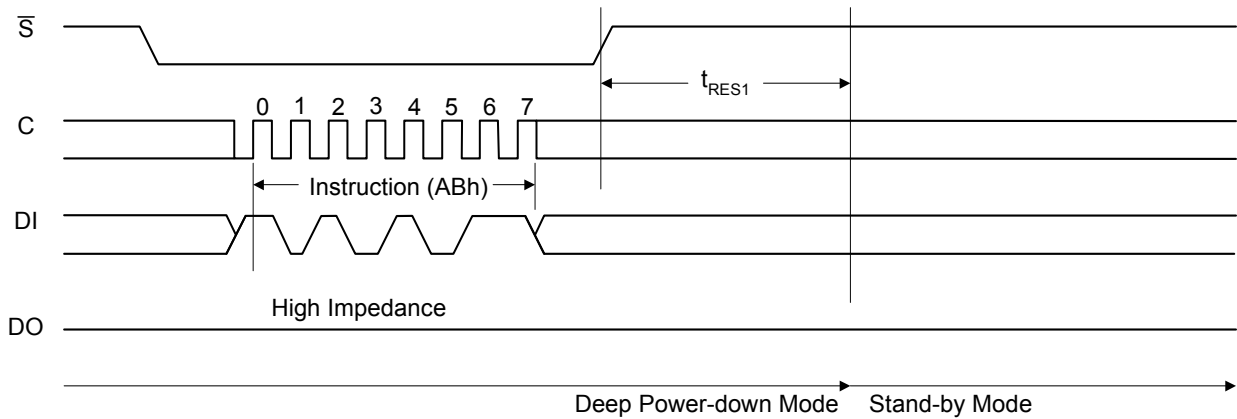 S̅
t_RES1
0 1 2 3 4 5 6 7
C
Instruction (ABh)
DI
High Impedance
DO
Deep Power-down Mode Stand-by Mode